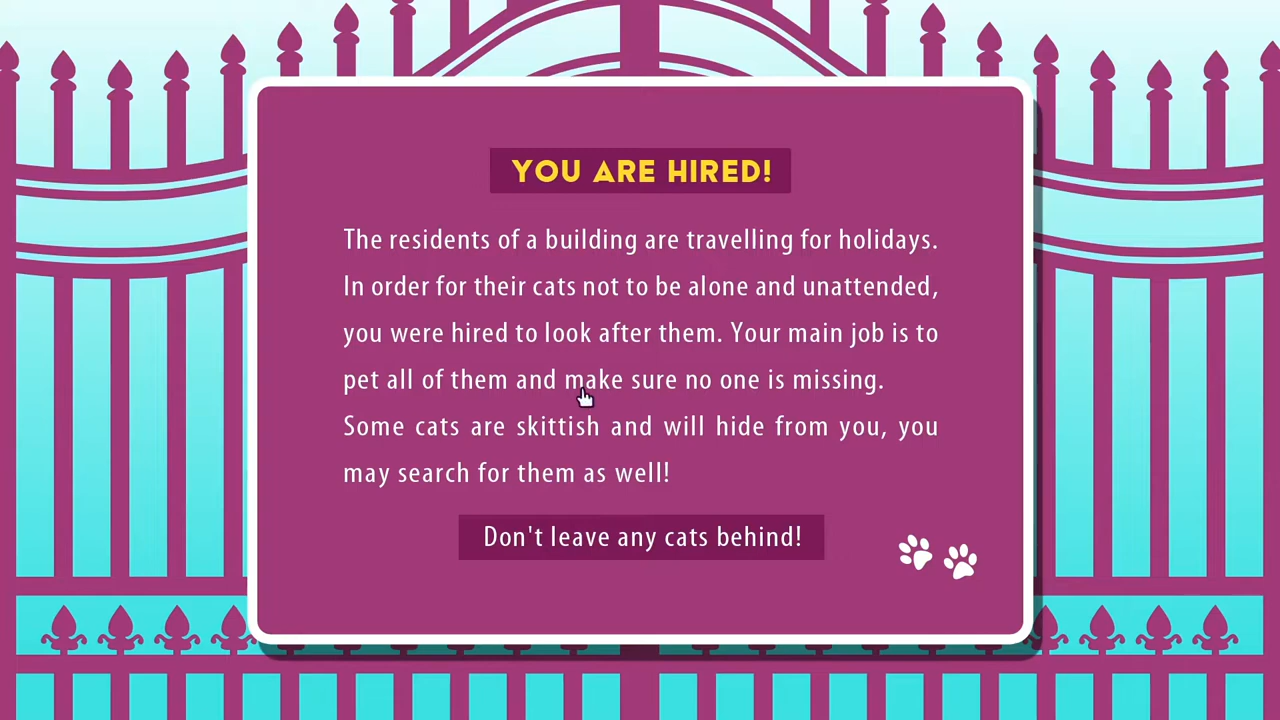 YOU ARE HIRED!
The residents of a building are travelling for holidays.
In order for their cats not to be alone and unattended,
you were hired to look after them. Your main job is to
pet all of them and make sure no one is missing.
Some cats are skittish and will hide from you, you
may search for them as well!
Don't leave any cats behind!